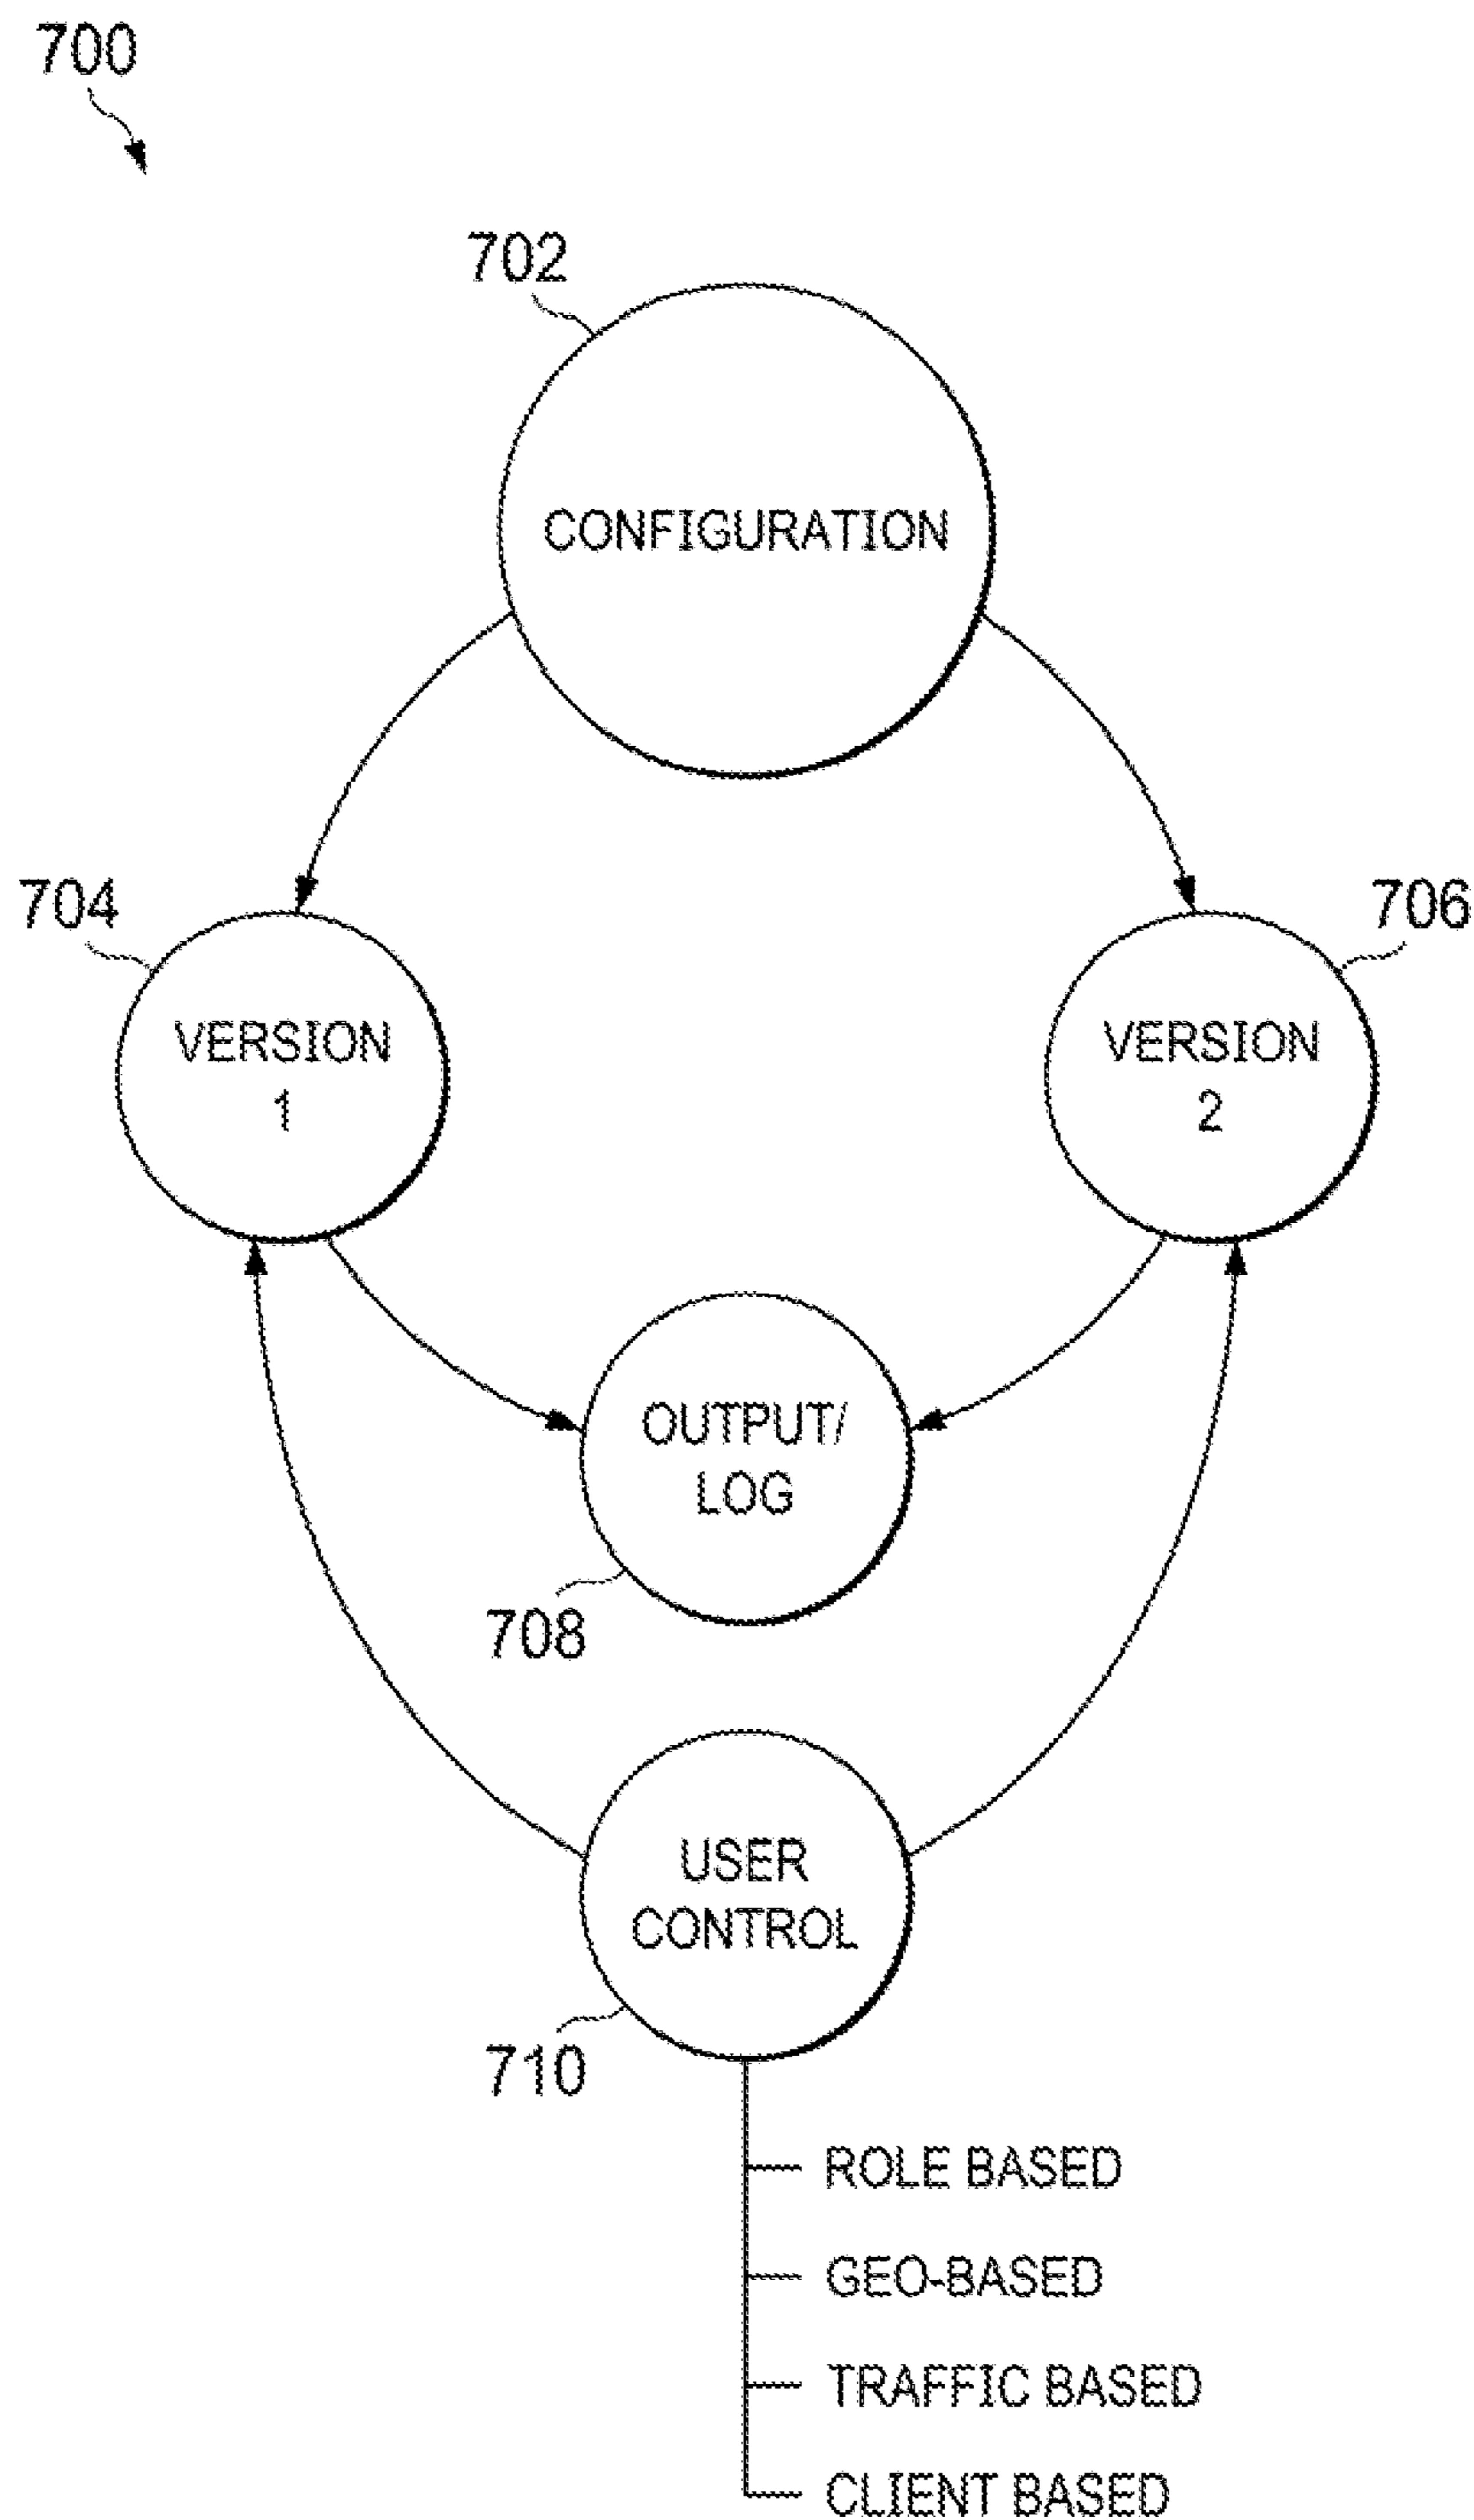 700
702
CONFIGURATION
704
706
VERSION
1
VERSION
2
OUTPUT/
LOG
708
USER
CONTROL
710
ROLE BASED
GEO-BASED
TRAFFIC BASED
CLIENT BASED